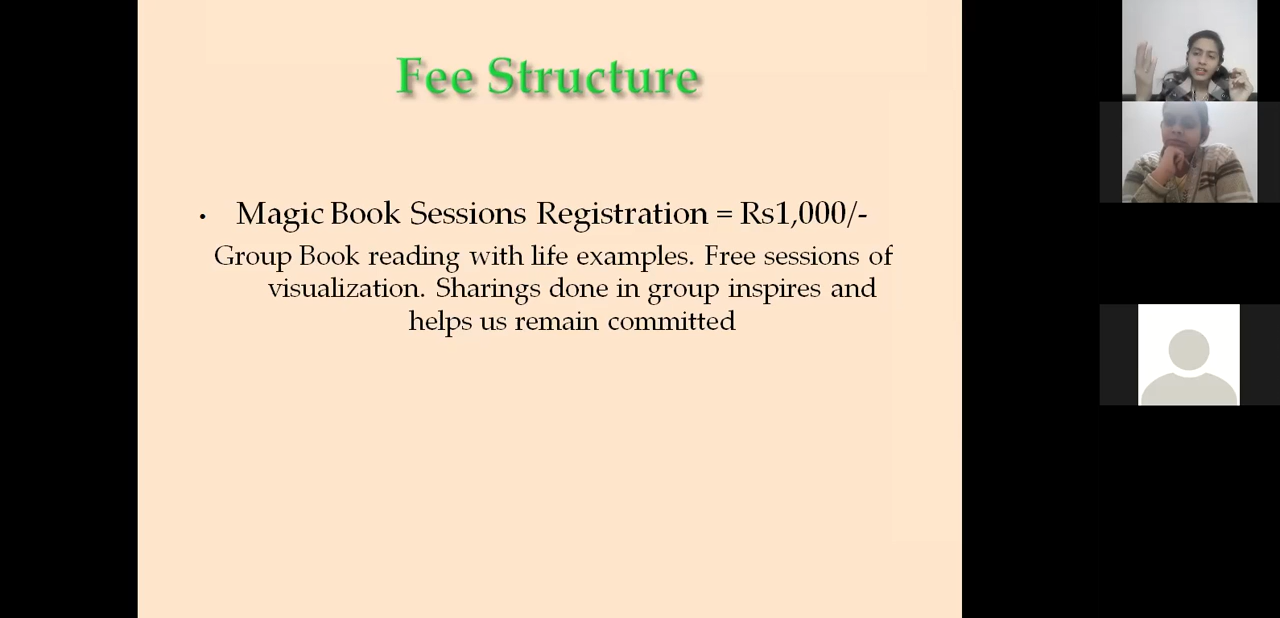 Fee Structure
• Magic Book Sessions Registration = Rs1,000/-
Group Book reading with life examples. Free sessions of
visualization. Sharings done in group inspires and
helps us remain committed